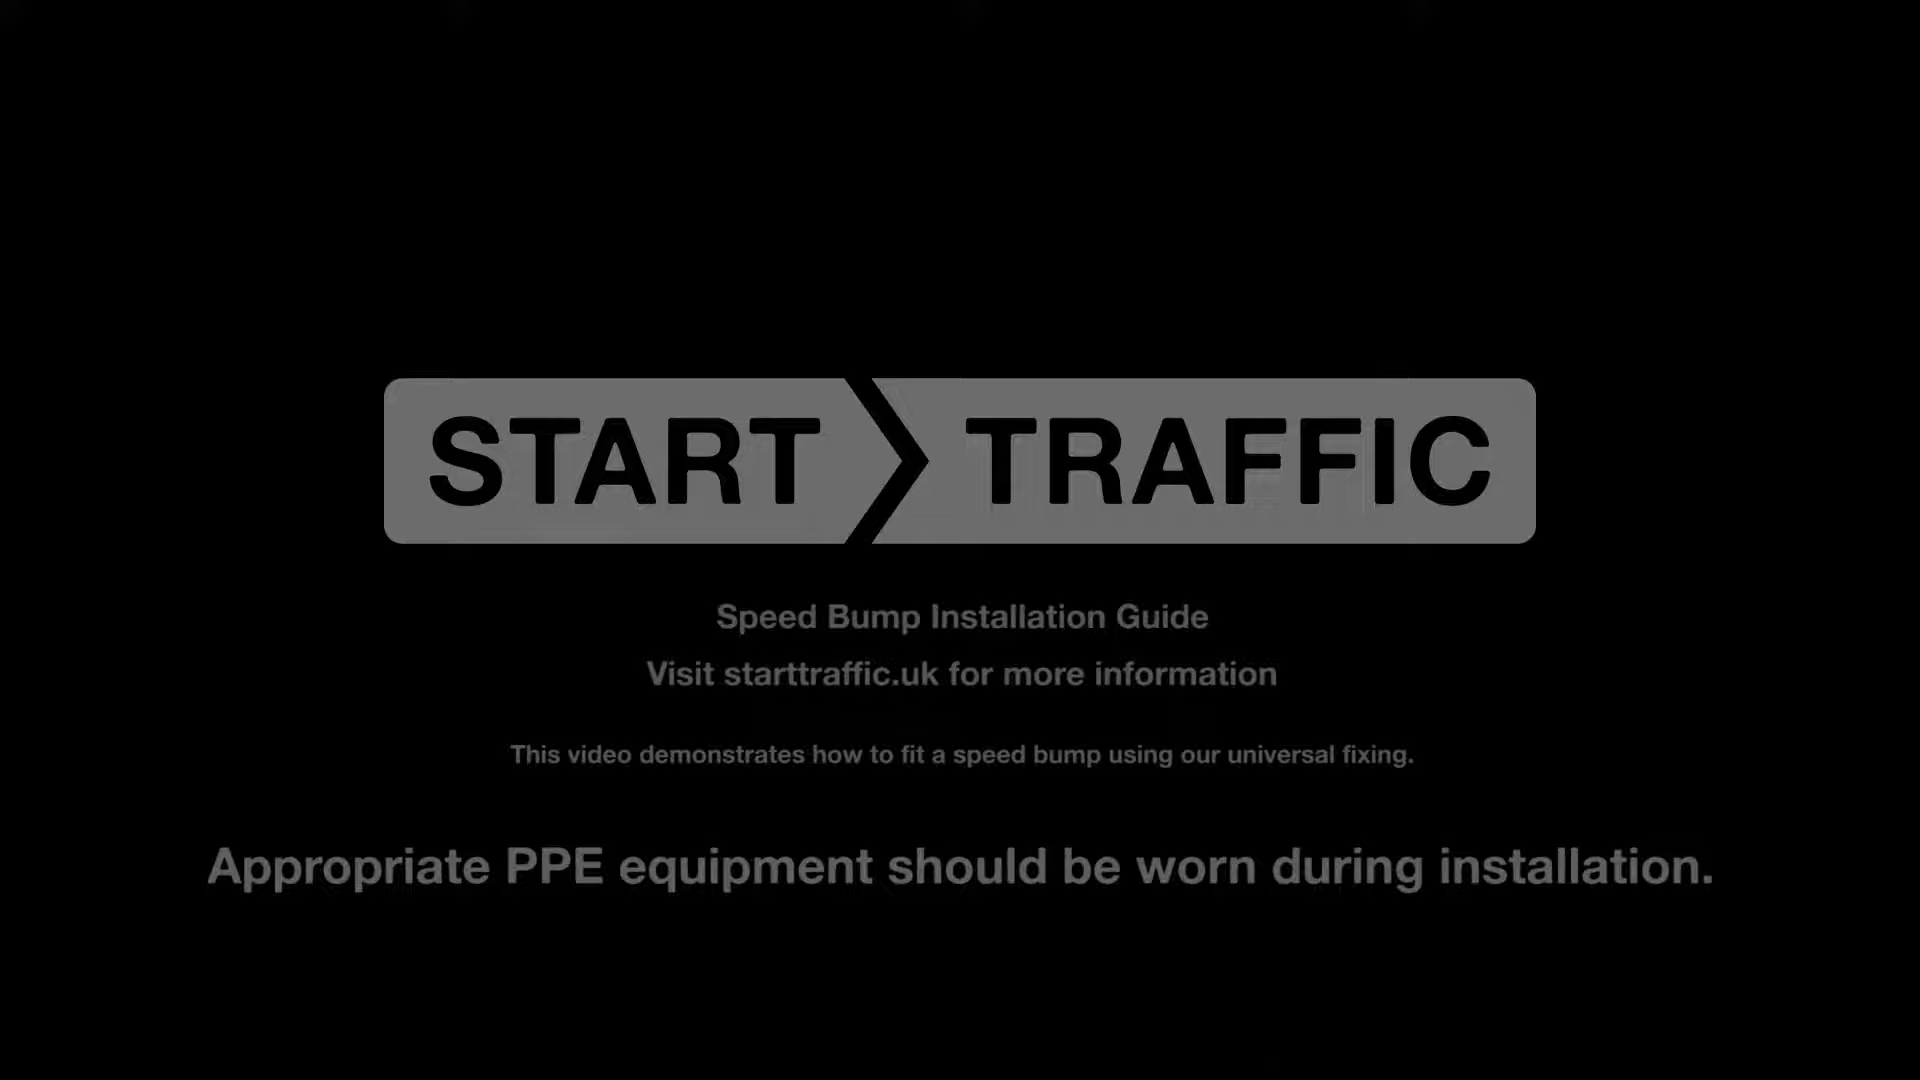 START TRAFFIC
Speed Bump Installation Guide
Visit starttraffic.uk for more information
This video demonstrates how to fit a speed bump using our universal fixing.
Appropriate PPE equipment should be worn during installation.